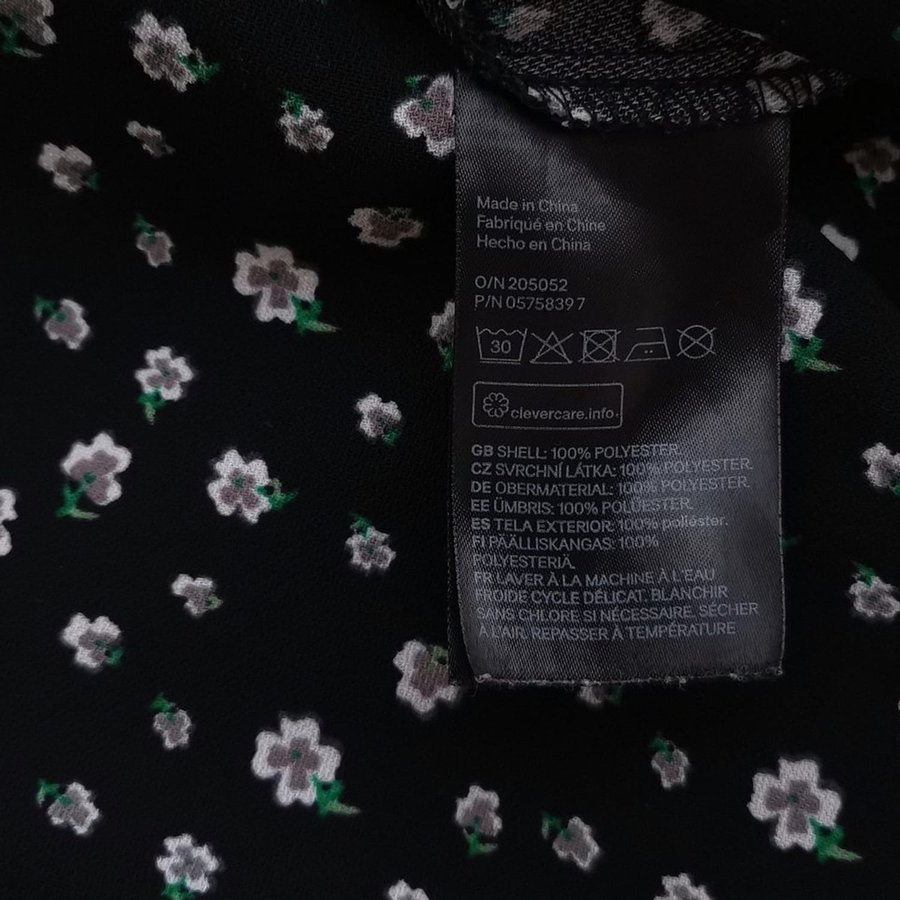 Made in China
Fabriqué en Chine
Hecho en China
O/N 205052
P/N 05758397
30
clevercare.info
GB SHELL: 100% POLYESTER.
CZ SVRCHNÍ LÁTKA: 100% POLYESTER.
DE OBERMATERIAL: 100% POLYESTER.
EE ÜMBRIS: 100% POLÜESTER.
ES TELA EXTERIOR: 100% poliéster.
FI PÄÄLLISKANGAS: 100%
POLYESTERIÄ.
FR LAVER À LA MACHINE À L'EAU
FROIDE CYCLE DÉLICAT. BLANCHIR
SANS CHLORE SI NÉCESSAIRE. SÉCHER
À L'AIR. REPASSER À TEMPÉRATURE